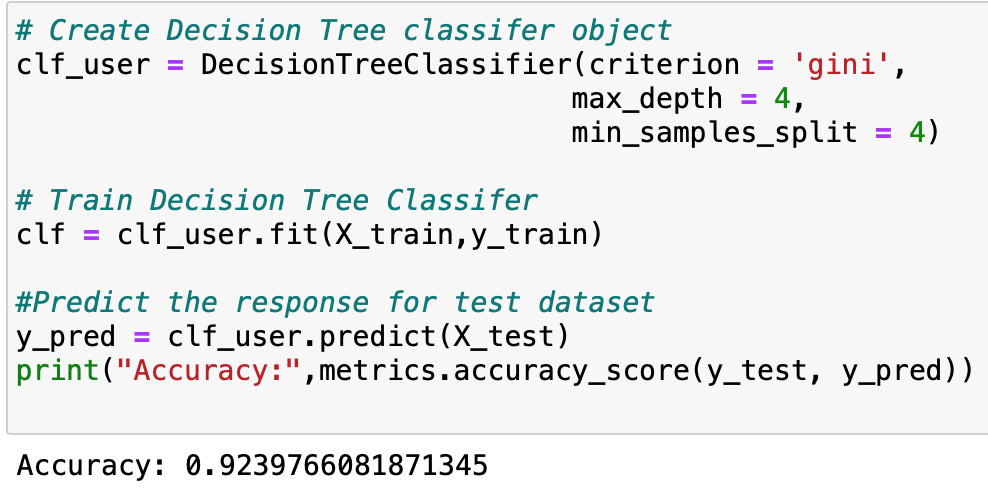 # Create Decision Tree classifer object
clf_user = DecisionTreeClassifier(criterion = 'gini',
max_depth = 4,
min_samples_split = 4)
# Train Decision Tree Classifer
clf = clf_user.fit(X_train,y_train)
#Predict the response for test dataset
y_pred = clf_user.predict(X_test)
print("Accuracy:",metrics.accuracy_score(y_test, y_pred))
Accuracy: 0.9239766081871345